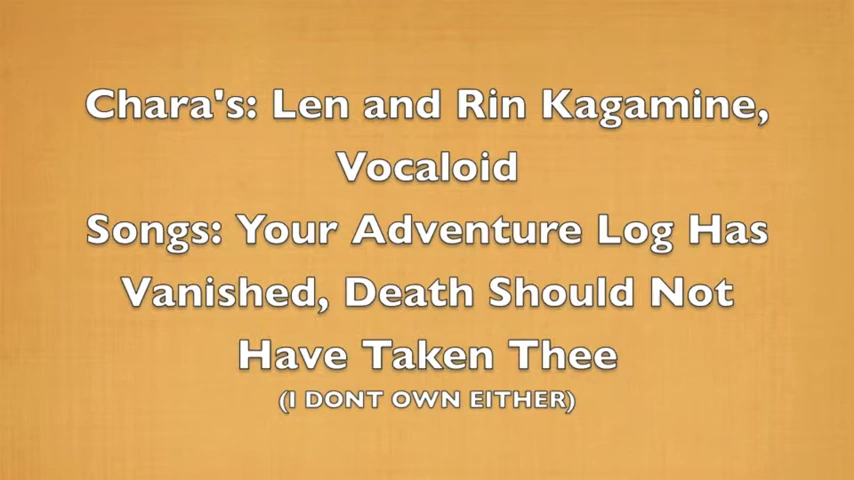 Chara's: Len and Rin Kagamine,
Vocaloid
Songs: Your Adventure Log Has
Vanished, Death Should Not
Have Taken Thee
(I DONT OWN EITHER)